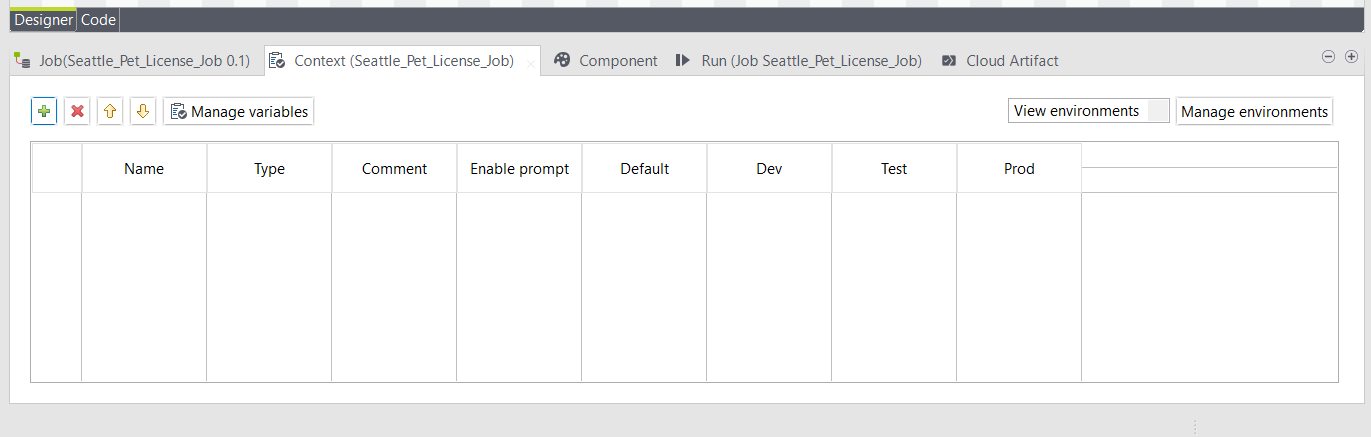 Designer Code
Job(Seattle_Pet_License_Job 0.1) Context (Seattle_Pet_License_Job) Component Run (Job Seattle_Pet_License_Job) Cloud Artifact
Manage variables View environments Manage environments
Name Type Comment Enable prompt Default Dev Test Prod